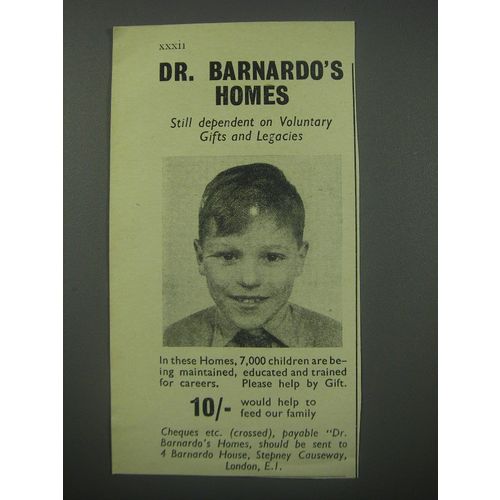 xxxii
DR. BARNARDO'S
HOMES
Still dependent on Voluntary
Gifts and Legacies
In these Homes, 7,000 children are be-
ing maintained, educated and trained
for careers. Please help by Gift.
10/- would help to
feed our family
Cheques etc. (crossed), payable "Dr.
Barnardo's Homes, should be sent to
4 Barnardo House, Stepney Causeway,
London, E.1.